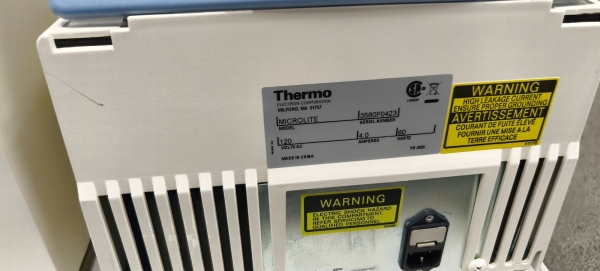 Thermo
ELECTRON CORPORATION
MILFORD, MA 01757
MICROLITE
MODEL
3580F0423
SERIAL NUMBER
120
VOLTS AC
4.0
AMPERES
60
HERTZ
MADE IN CHINA
WARNING
HIGH LEAKAGE CURRENT
ENSURE PROPER GROUNDING
AVERTISSEMENT
COURANT DE FUITE ÉLEVÉ
FOURNIR UNE MISE A LA
TERRE EFFICACE
WARNING
ELECTRIC SHOCK HAZARD
IN THIS COMPARTMENT.
REFER SERVICING TO
QUALIFIED PERSONNEL